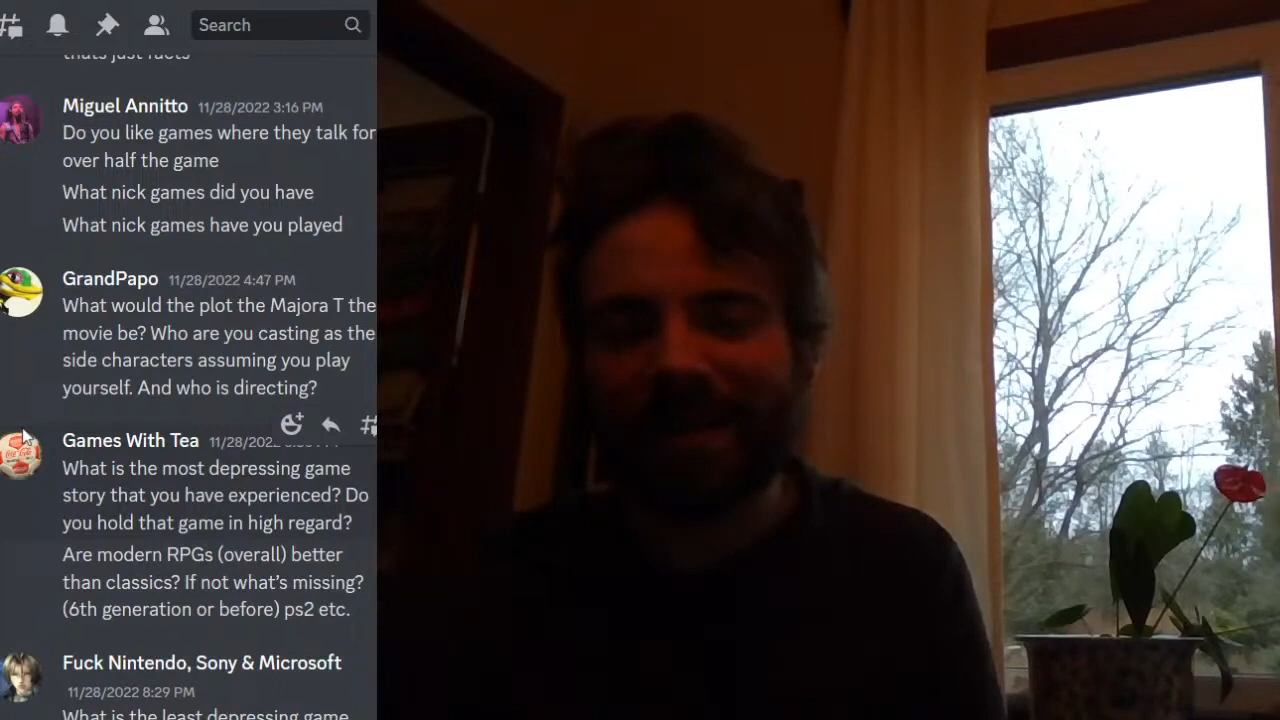 Search
thats just facts
Miguel Annitto 11/28/2022 3:16 PM
Do you like games where they talk for
over half the game
What nick games did you have
What nick games have you played
GrandPapo 11/28/2022 4:47 PM
What would the plot the Majora T the
movie be? Who are you casting as the
side characters assuming you play
yourself. And who is directing?
Games With Tea 11/28/202
What is the most depressing game
story that you have experienced? Do
you hold that game in high regard?
Are modern RPGs (overall) better
than classics? If not what's missing?
(6th generation or before) ps2 etc.
Fuck Nintendo, Sony & Microsoft
11/28/2022 8:29 PM
What is the least depressing game